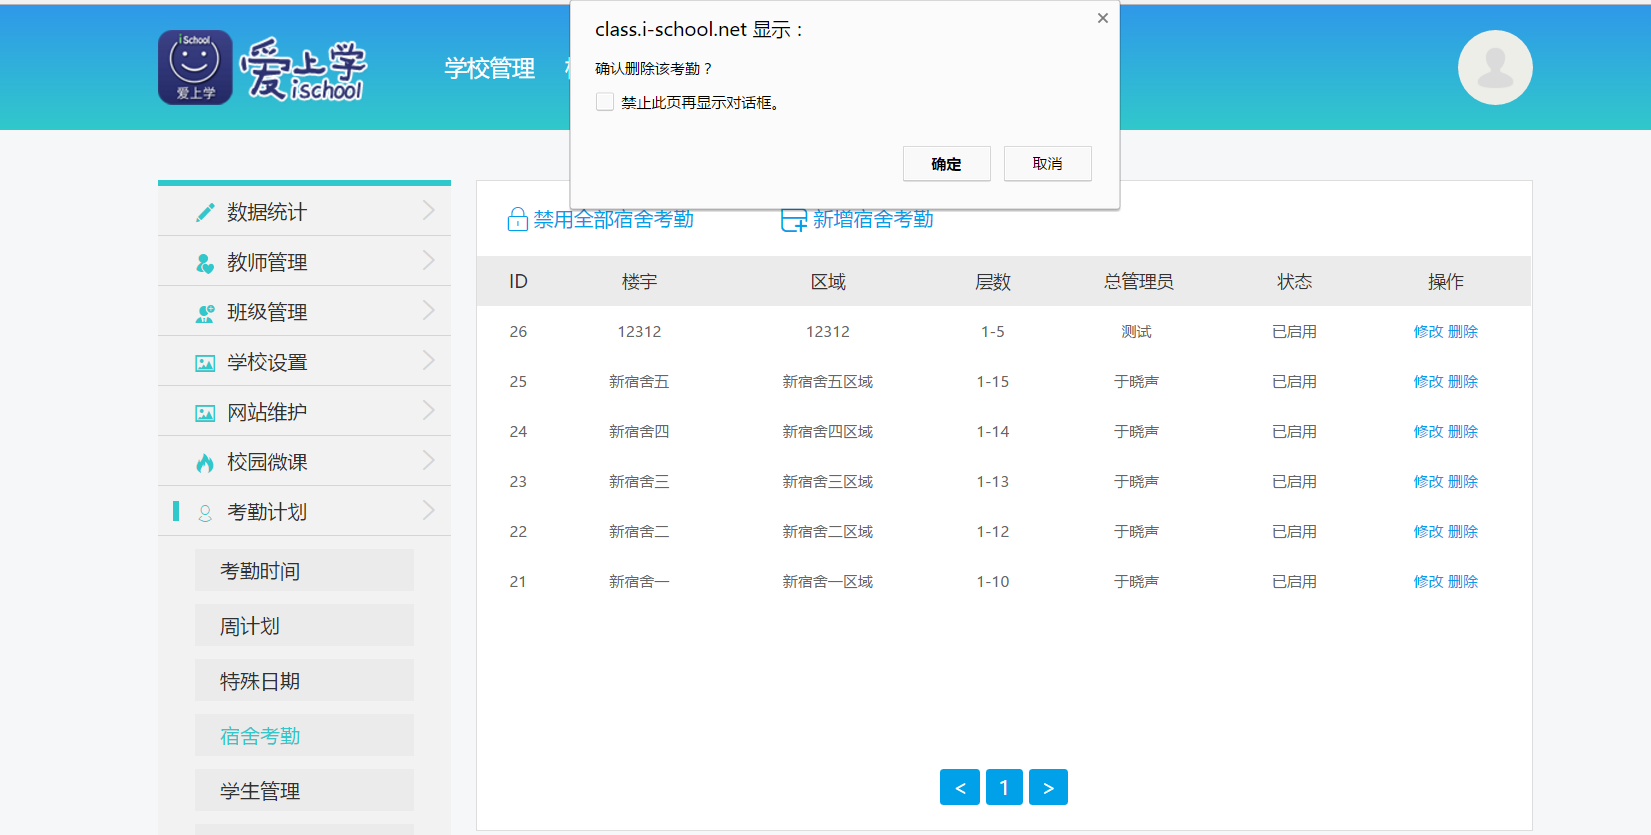 class.i-school.net 显示：
确认删除该考勤？
禁止此页再显示对话框。
确定
取消
iSchool
爱上学
爱上学
ischool
学校管理
数据统计
教师管理
班级管理
学校设置
网站维护
校园微课
考勤计划
考勤时间
周计划
特殊日期
宿舍考勤
学生管理
禁用全部宿舍考勤 新增宿舍考勤
ID 楼宇 区域 层数 总管理员 状态 操作
26 12312 12312 1-5 测试 已启用 修改 删除
25 新宿舍五 新宿舍五区域 1-15 于晓声 已启用 修改 删除
24 新宿舍四 新宿舍四区域 1-14 于晓声 已启用 修改 删除
23 新宿舍三 新宿舍三区域 1-13 于晓声 已启用 修改 删除
22 新宿舍二 新宿舍二区域 1-12 于晓声 已启用 修改 删除
21 新宿舍一 新宿舍一区域 1-10 于晓声 已启用 修改 删除
< 1 >